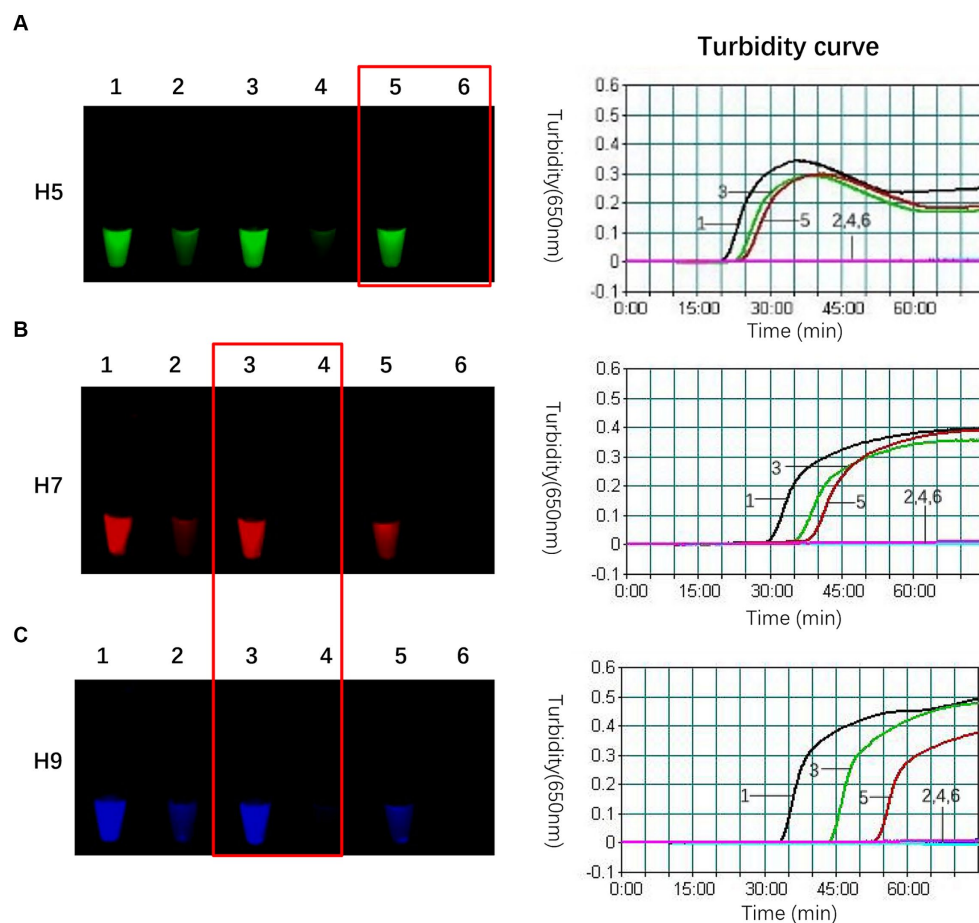 A
1 2 3 4 5 6
H5
Turbidity curve
Turbidity(650nm)
0.6
0.5
0.4
0.3
0.2
0.1
0
-0.1
3
1
5
2,4,6
0:00 15:00 30:00 45:00 60:00
Time (min)
B
1 2 3 4 5 6
H7
Turbidity(650nm)
0.6
0.5
0.4
0.3
0.2
0.1
0
-0.1
3
1
5
2,4,6
0:00 15:00 30:00 45:00 60:00
Time (min)
C
1 2 3 4 5 6
H9
Turbidity(650nm)
0.6
0.5
0.4
0.3
0.2
0.1
0
-0.1
3
1
5
2,4,6
0:00 15:00 30:00 45:00 60:00
Time (min)